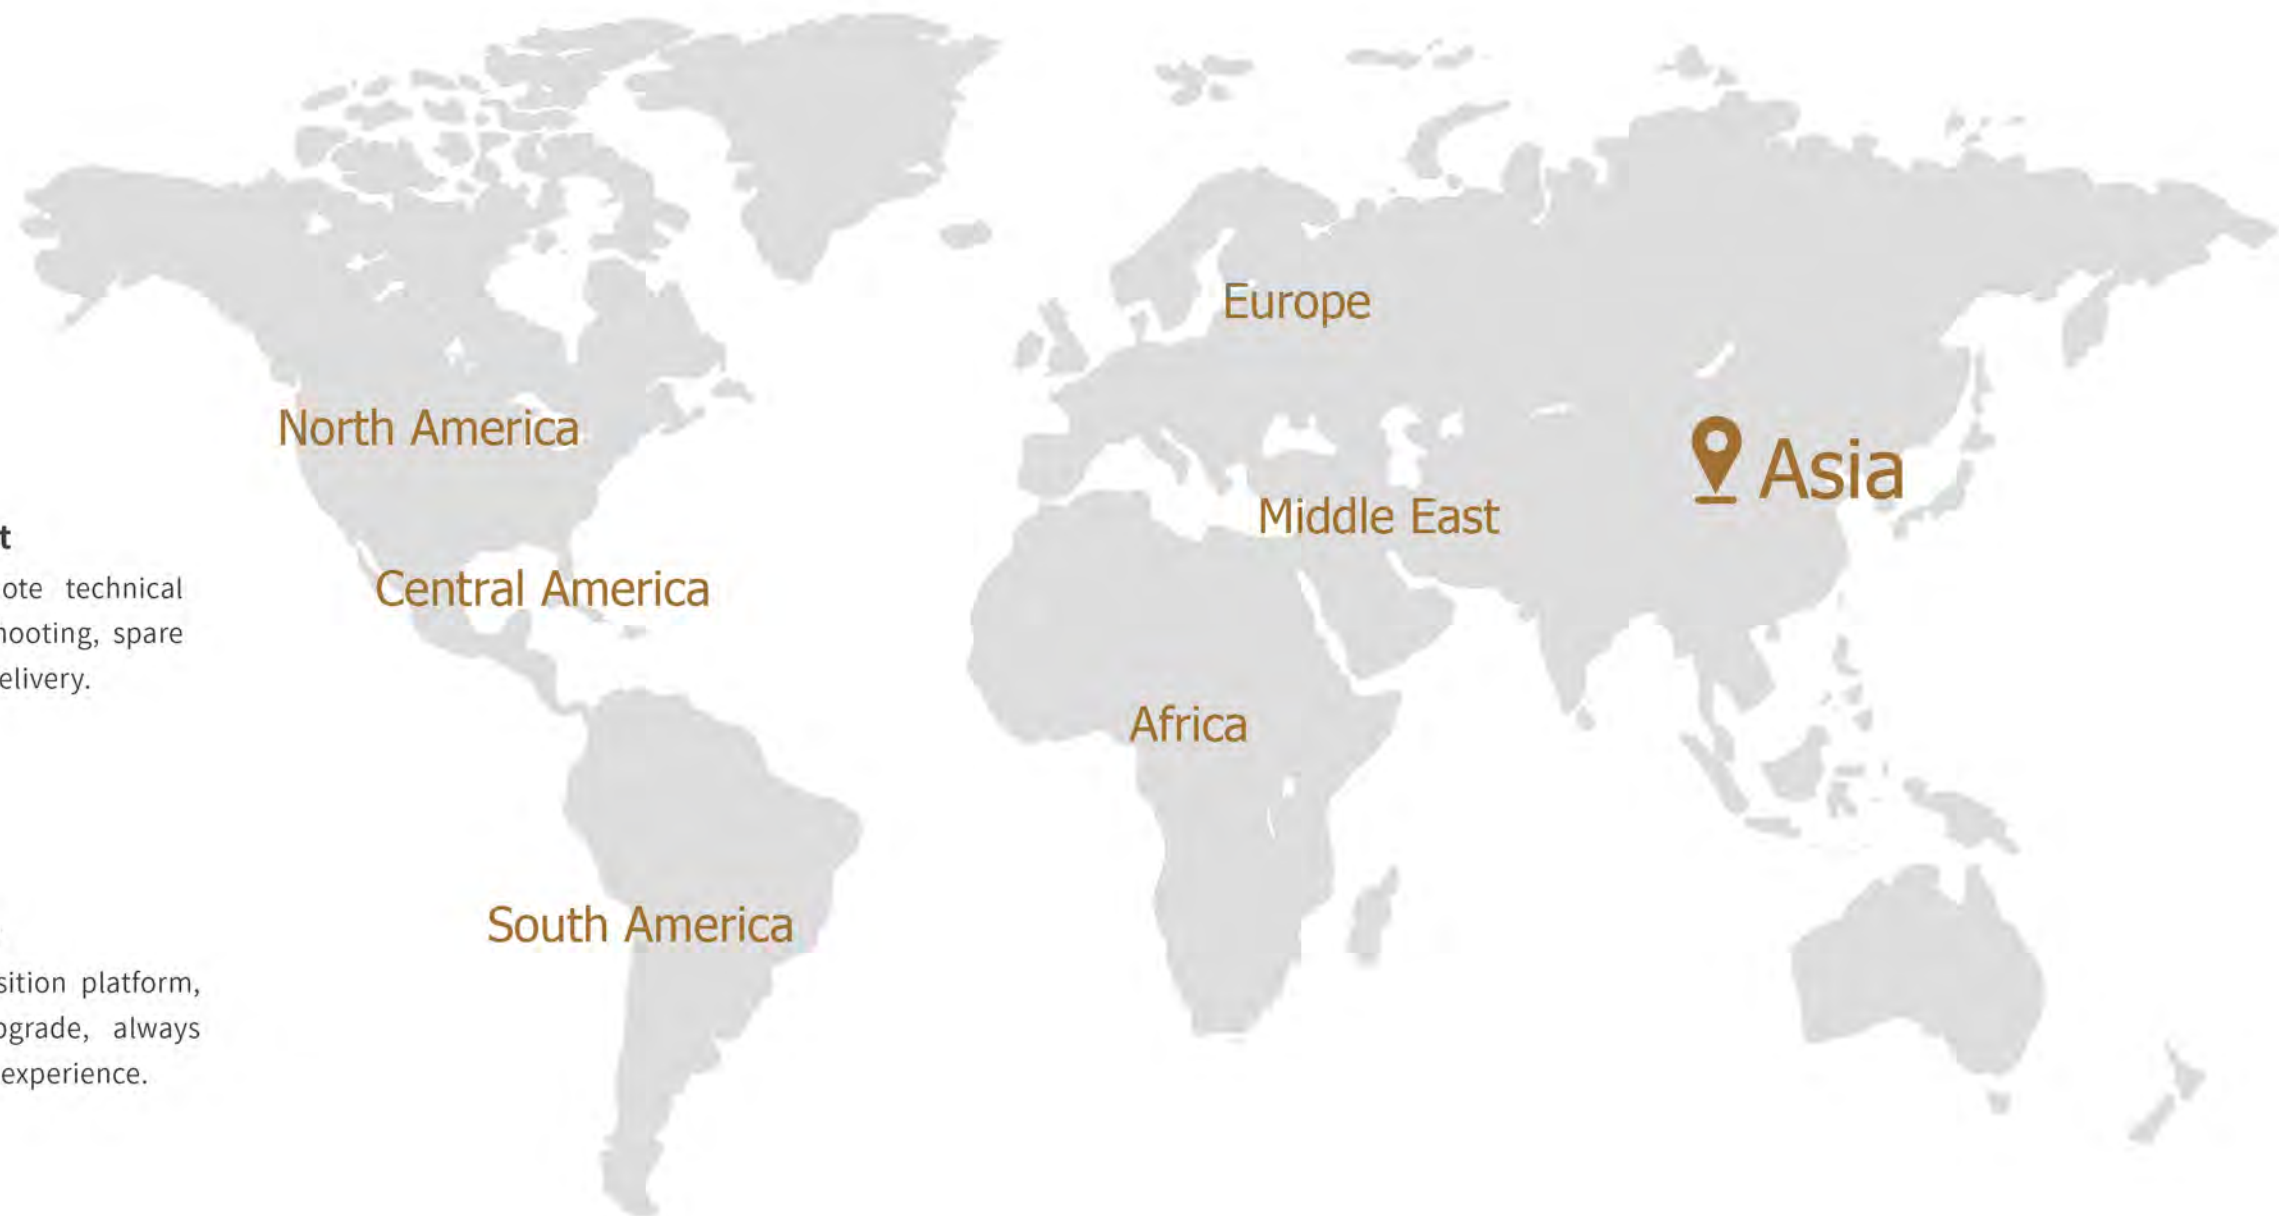 Europe
North America
Asia
Middle East
t
ote technical
hooting, spare
elivery.
Central America
Africa
South America
sition platform,
pgrade, always
experience.